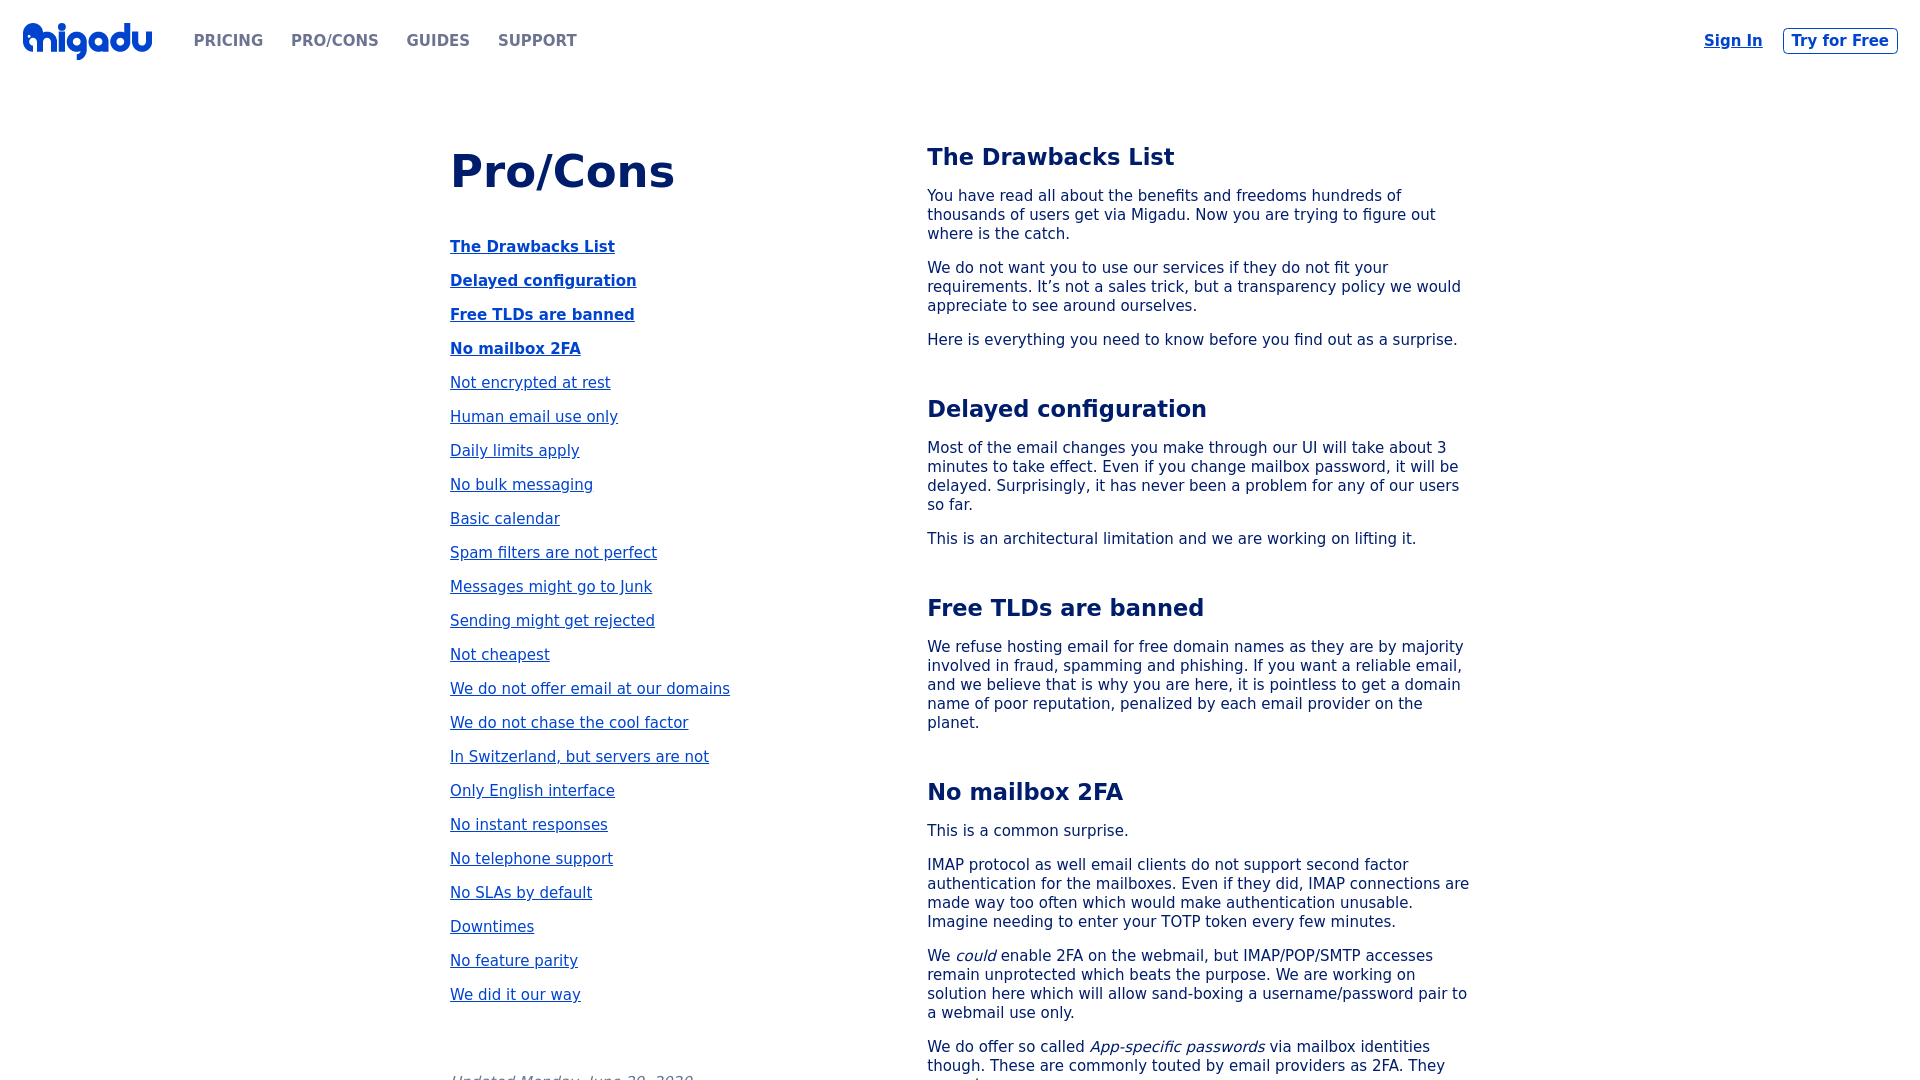 migadu
PRICING
PRO/CONS
GUIDES
SUPPORT
Sign In
Try for Free
Pro/Cons
The Drawbacks List
Delayed configuration
Free TLDs are banned
No mailbox 2FA
Not encrypted at rest
Human email use only
Daily limits apply
No bulk messaging
Basic calendar
Spam filters are not perfect
Messages might go to Junk
Sending might get rejected
Not cheapest
We do not offer email at our domains
We do not chase the cool factor
In Switzerland, but servers are not
Only English interface
No instant responses
No telephone support
No SLAs by default
Downtimes
No feature parity
We did it our way
The Drawbacks List
You have read all about the benefits and freedoms hundreds of
thousands of users get via Migadu. Now you are trying to figure out
where is the catch.
We do not want you to use our services if they do not fit your
requirements. It’s not a sales trick, but a transparency policy we would
appreciate to see around ourselves.
Here is everything you need to know before you find out as a surprise.
Delayed configuration
Most of the email changes you make through our UI will take about 3
minutes to take effect. Even if you change mailbox password, it will be
delayed. Surprisingly, it has never been a problem for any of our users
so far.
This is an architectural limitation and we are working on lifting it.
Free TLDs are banned
We refuse hosting email for free domain names as they are by majority
involved in fraud, spamming and phishing. If you want a reliable email,
and we believe that is why you are here, it is pointless to get a domain
name of poor reputation, penalized by each email provider on the
planet.
No mailbox 2FA
This is a common surprise.
IMAP protocol as well email clients do not support second factor
authentication for the mailboxes. Even if they did, IMAP connections are
made way too often which would make authentication unusable.
Imagine needing to enter your TOTP token every few minutes.
We could enable 2FA on the webmail, but IMAP/POP/SMTP accesses
remain unprotected which beats the purpose. We are working on
solution here which will allow sand-boxing a username/password pair to
a webmail use only.
We do offer so called App-specific passwords via mailbox identities
though. These are commonly touted by email providers as 2FA. They